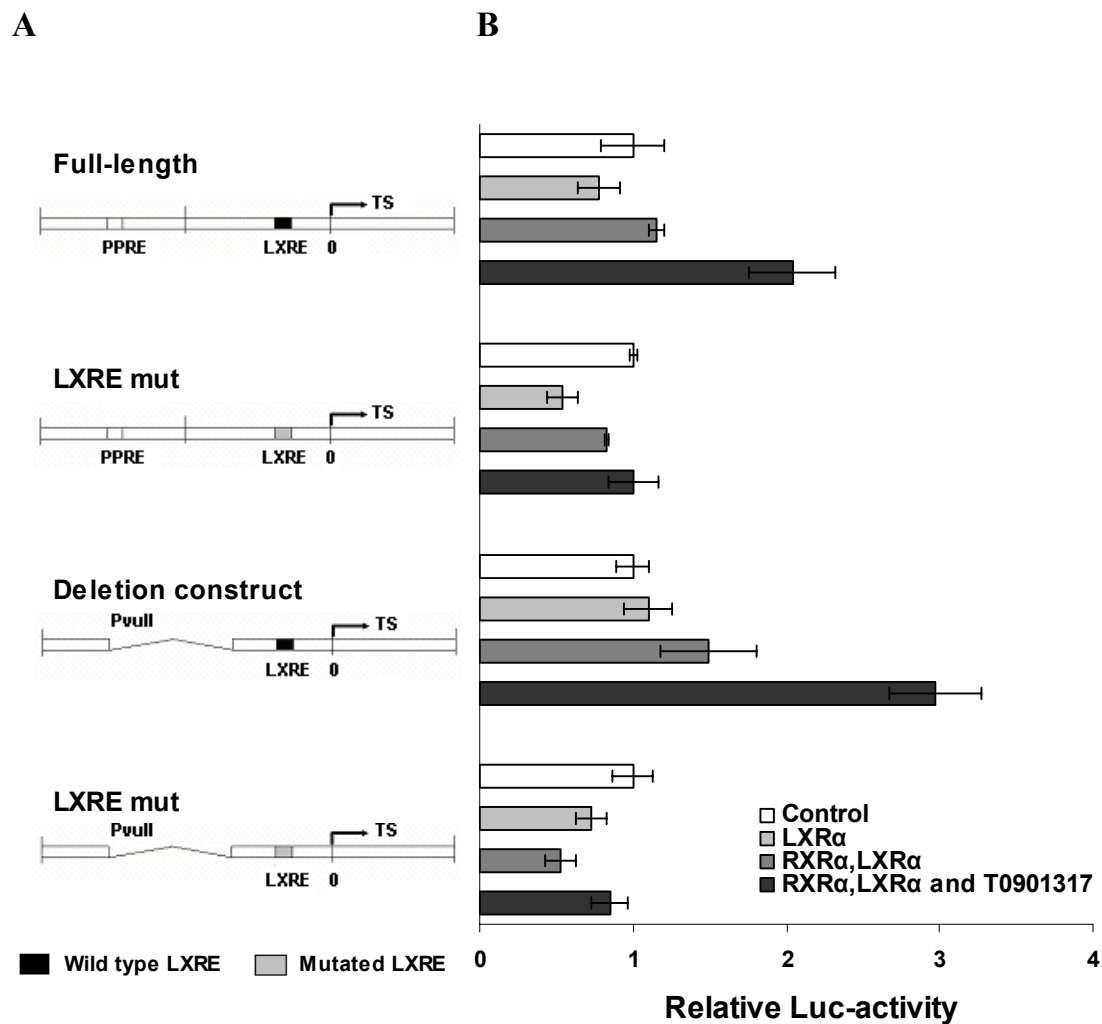 A
B
Full-length
TS
PPRE
LXRE
0
LXRE mut
TS
PPRE
LXRE
0
Deletion construct
PvuII
TS
LXRE
0
LXRE mut
PvuII
TS
LXRE
0
Wild type LXRE
Mutated LXRE
Control
LXRα
RXRα,LXRα
RXRα,LXRα and T0901317
0
1
2
3
4
Relative Luc-activity